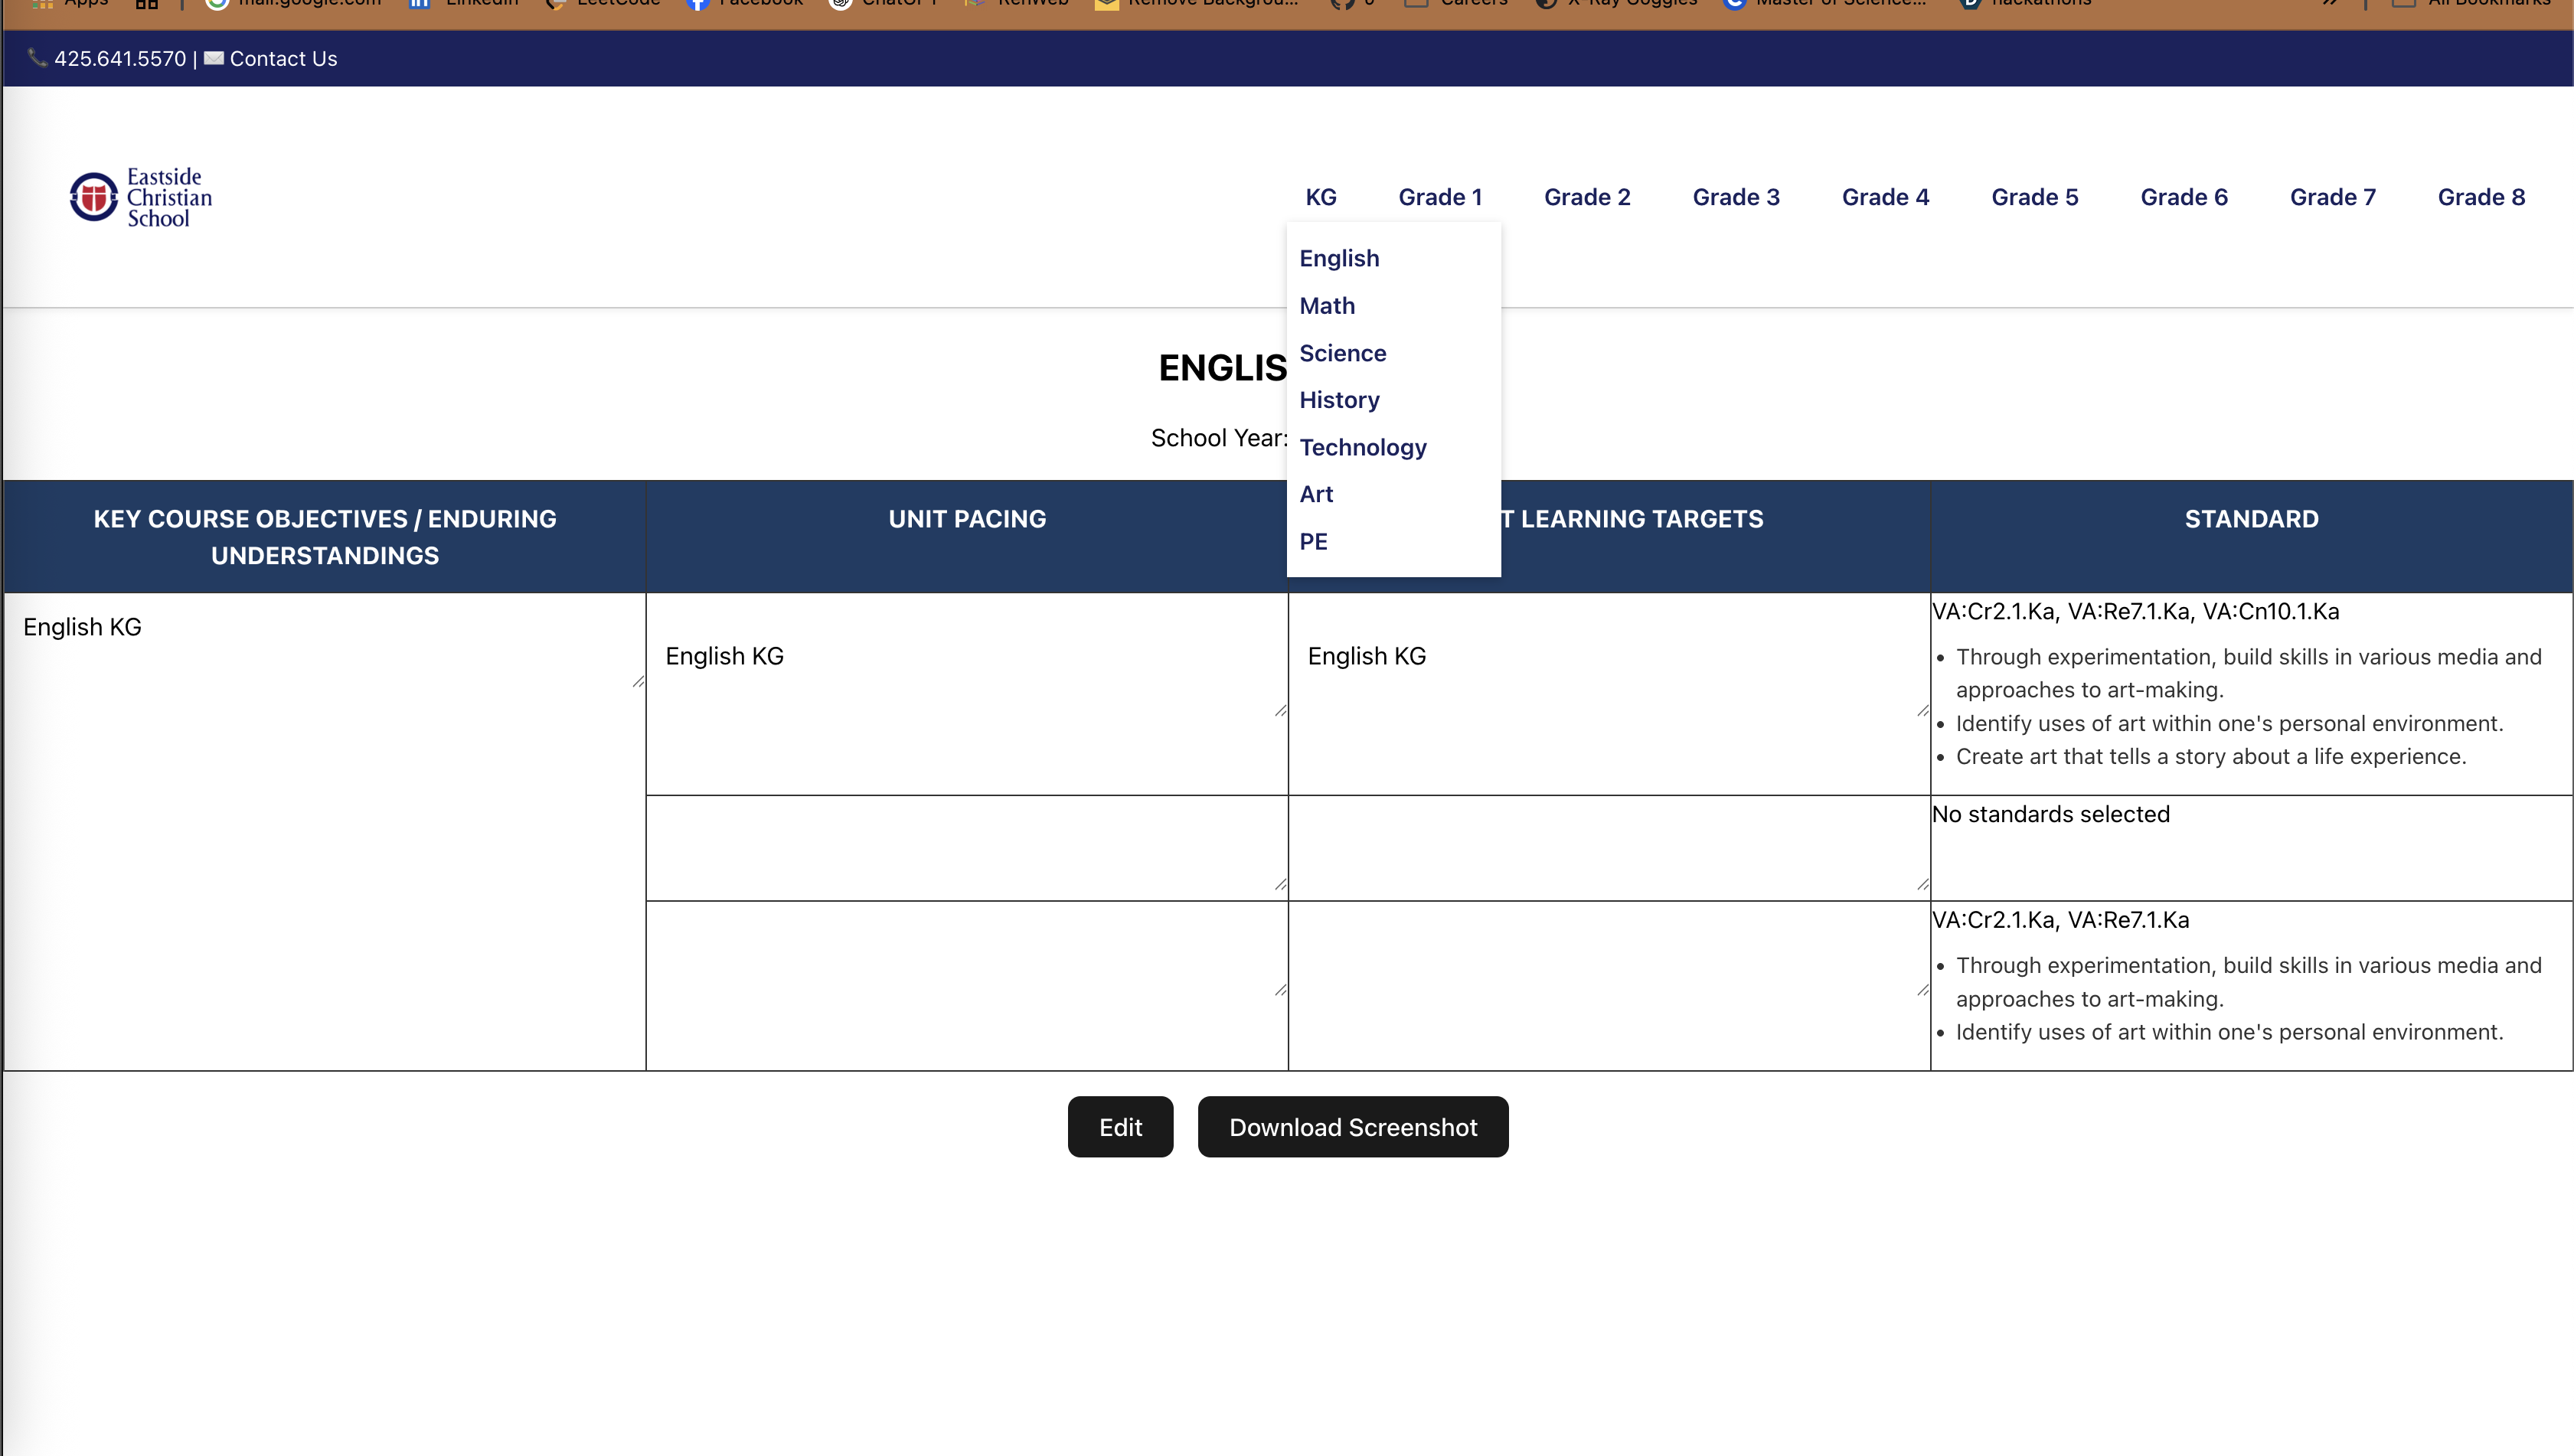 Apps
mail.google.com
LinkedIn
LeetCode
Facebook
ChatGPT
RenWeb
Remove Backgrou...
Careers
X-Ray Goggles
Master of Science...
hackathons
All Bookmarks
425.641.5570 | Contact Us
Eastside
Christian
School
KG Grade 1 Grade 2 Grade 3 Grade 4 Grade 5 Grade 6 Grade 7 Grade 8
English
Math
Science
History
Technology
Art
PE
ENGLIS
School Year:
KEY COURSE OBJECTIVES / ENDURING
UNDERSTANDINGS
UNIT PACING
T LEARNING TARGETS
STANDARD
English KG
English KG
English KG
VA:Cr2.1.Ka, VA:Re7.1.Ka, VA:Cn10.1.Ka
• Through experimentation, build skills in various media and
approaches to art-making.
• Identify uses of art within one's personal environment.
• Create art that tells a story about a life experience.
No standards selected
VA:Cr2.1.Ka, VA:Re7.1.Ka
• Through experimentation, build skills in various media and
approaches to art-making.
• Identify uses of art within one's personal environment.
Edit
Download Screenshot